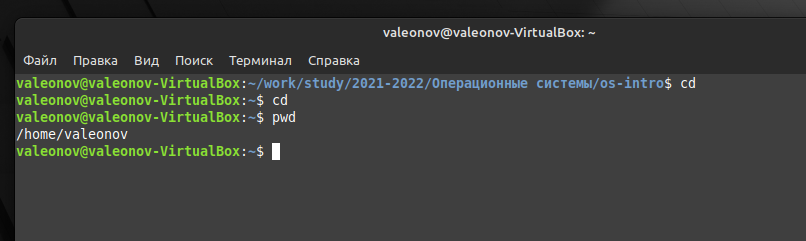 valeonov@valeonov-VirtualBox: ~
Файл Правка Вид Поиск Терминал Справка
valeonov@valeonov-VirtualBox:~/work/study/2021-2022/Операционные системы/os-intro$ cd
valeonov@valeonov-VirtualBox:~$ cd
valeonov@valeonov-VirtualBox:~$ pwd
/home/valeonov
valeonov@valeonov-VirtualBox:~$